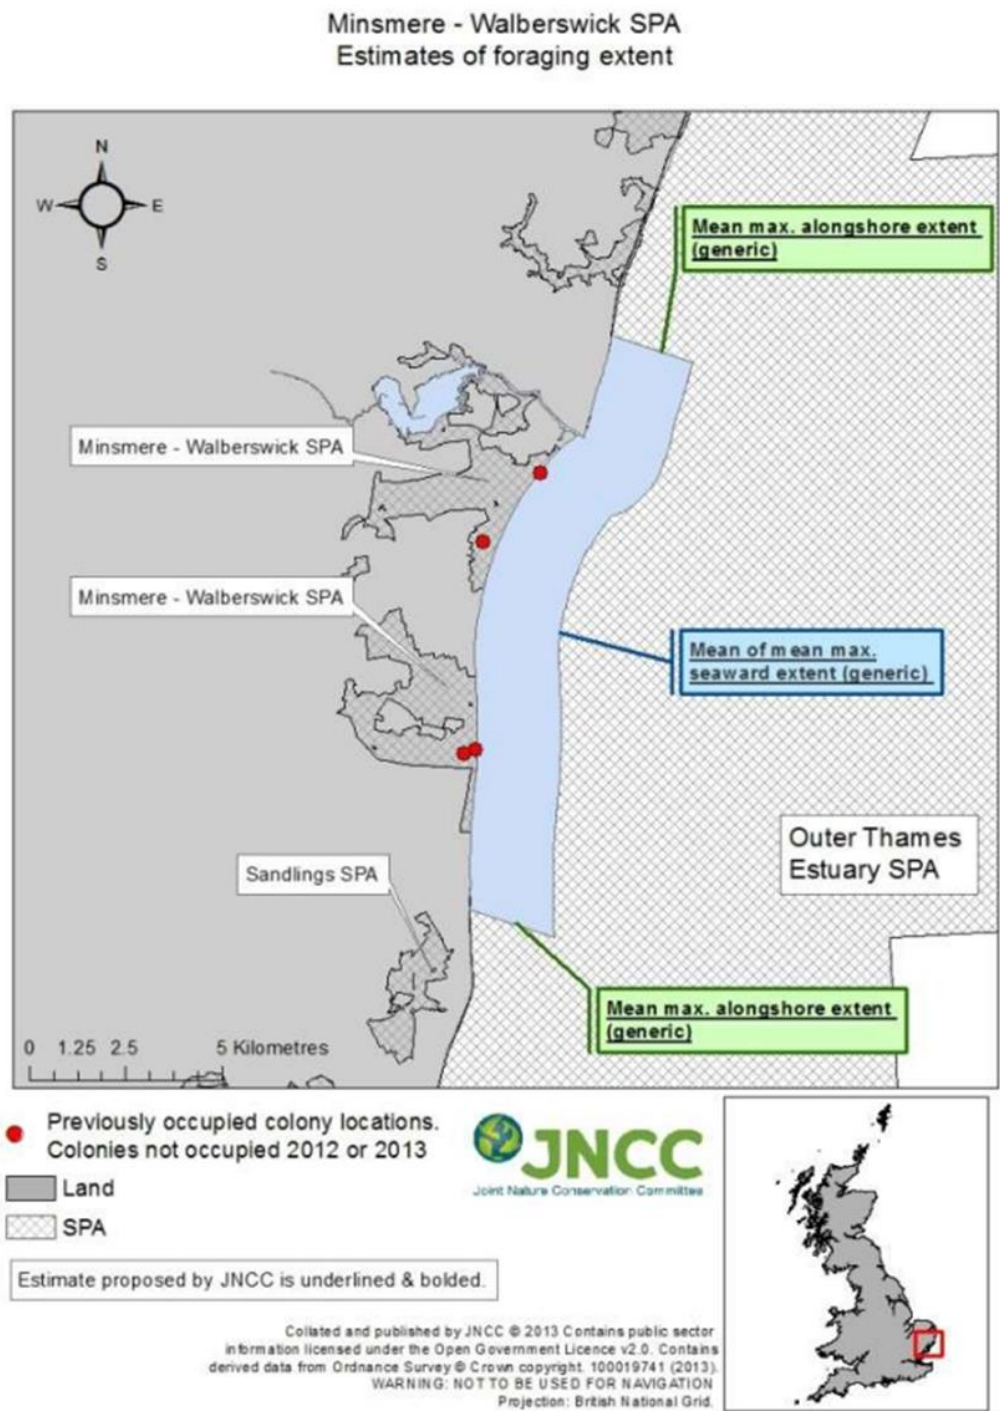 Minsmere - Walberswick SPA
Estimates of foraging extent
N
W
E
S
Mean max. alongshore extent
(generic)
Minsmere - Walberswick SPA
Minsmere - Walberswick SPA
Mean of mean max.
seaward extent (generic)
Outer Thames
Estuary SPA
Sandlings SPA
Mean max. alongshore extent
(generic)
0 1.25 2.5 5 Kilometres
Previously occupied colony locations.
Colonies not occupied 2012 or 2013
Land
SPA
JNCC
Joint Nature Conservation Committee
Estimate proposed by JNCC is underlined & bolded.
Collated and published by JNCC © 2013 Contains public sector
information licensed under the Open Government Licence v2.0. Contains
derived data from Ordnance Survey © Crown copyright. 100019741 (2013).
WARNING: NOT TO BE USED FOR NAVIGATION
Projection: British National Grid.